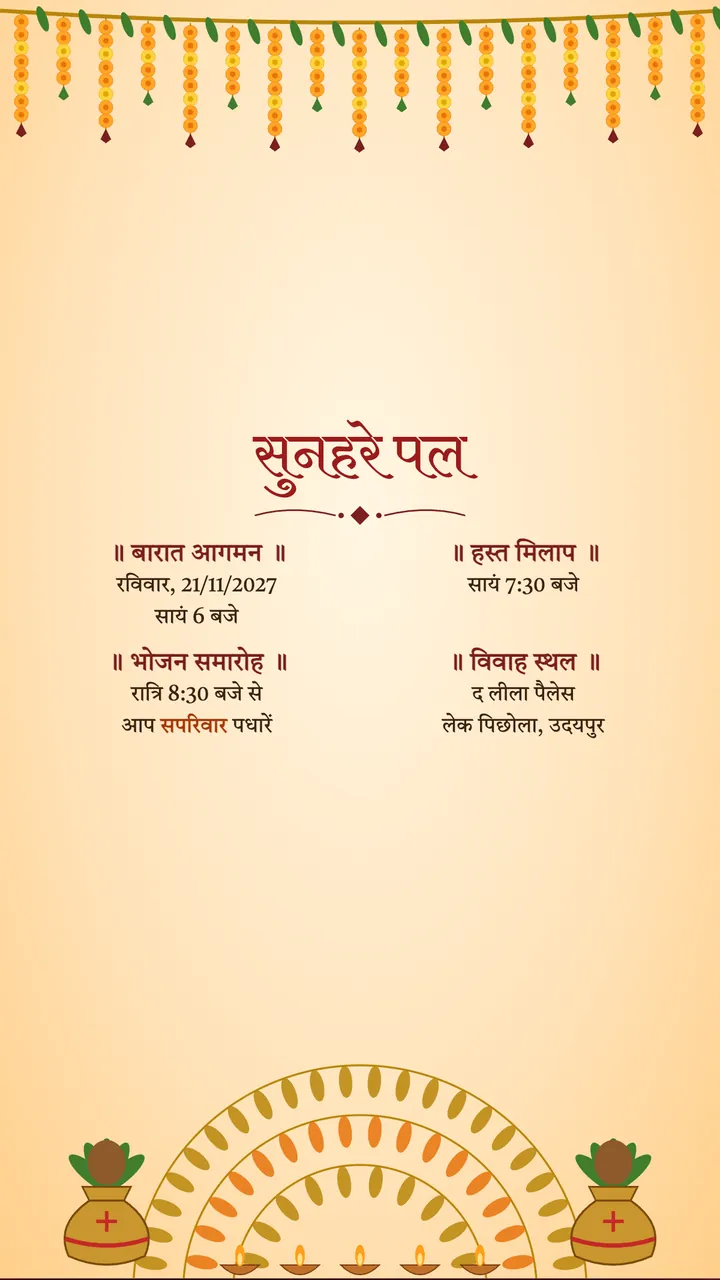 सुनहरे पल
॥ बारात आगमन ॥
रविवार, 21/11/2027
सायं 6 बजे
॥ हस्त मिलाप ॥
सायं 7:30 बजे
॥ भोजन समारोह ॥
रात्रि 8:30 बजे से
आप सपरिवार पधारें
॥ विवाह स्थल ॥
द लीला पैलेस
लेक पिछोला, उदयपुर